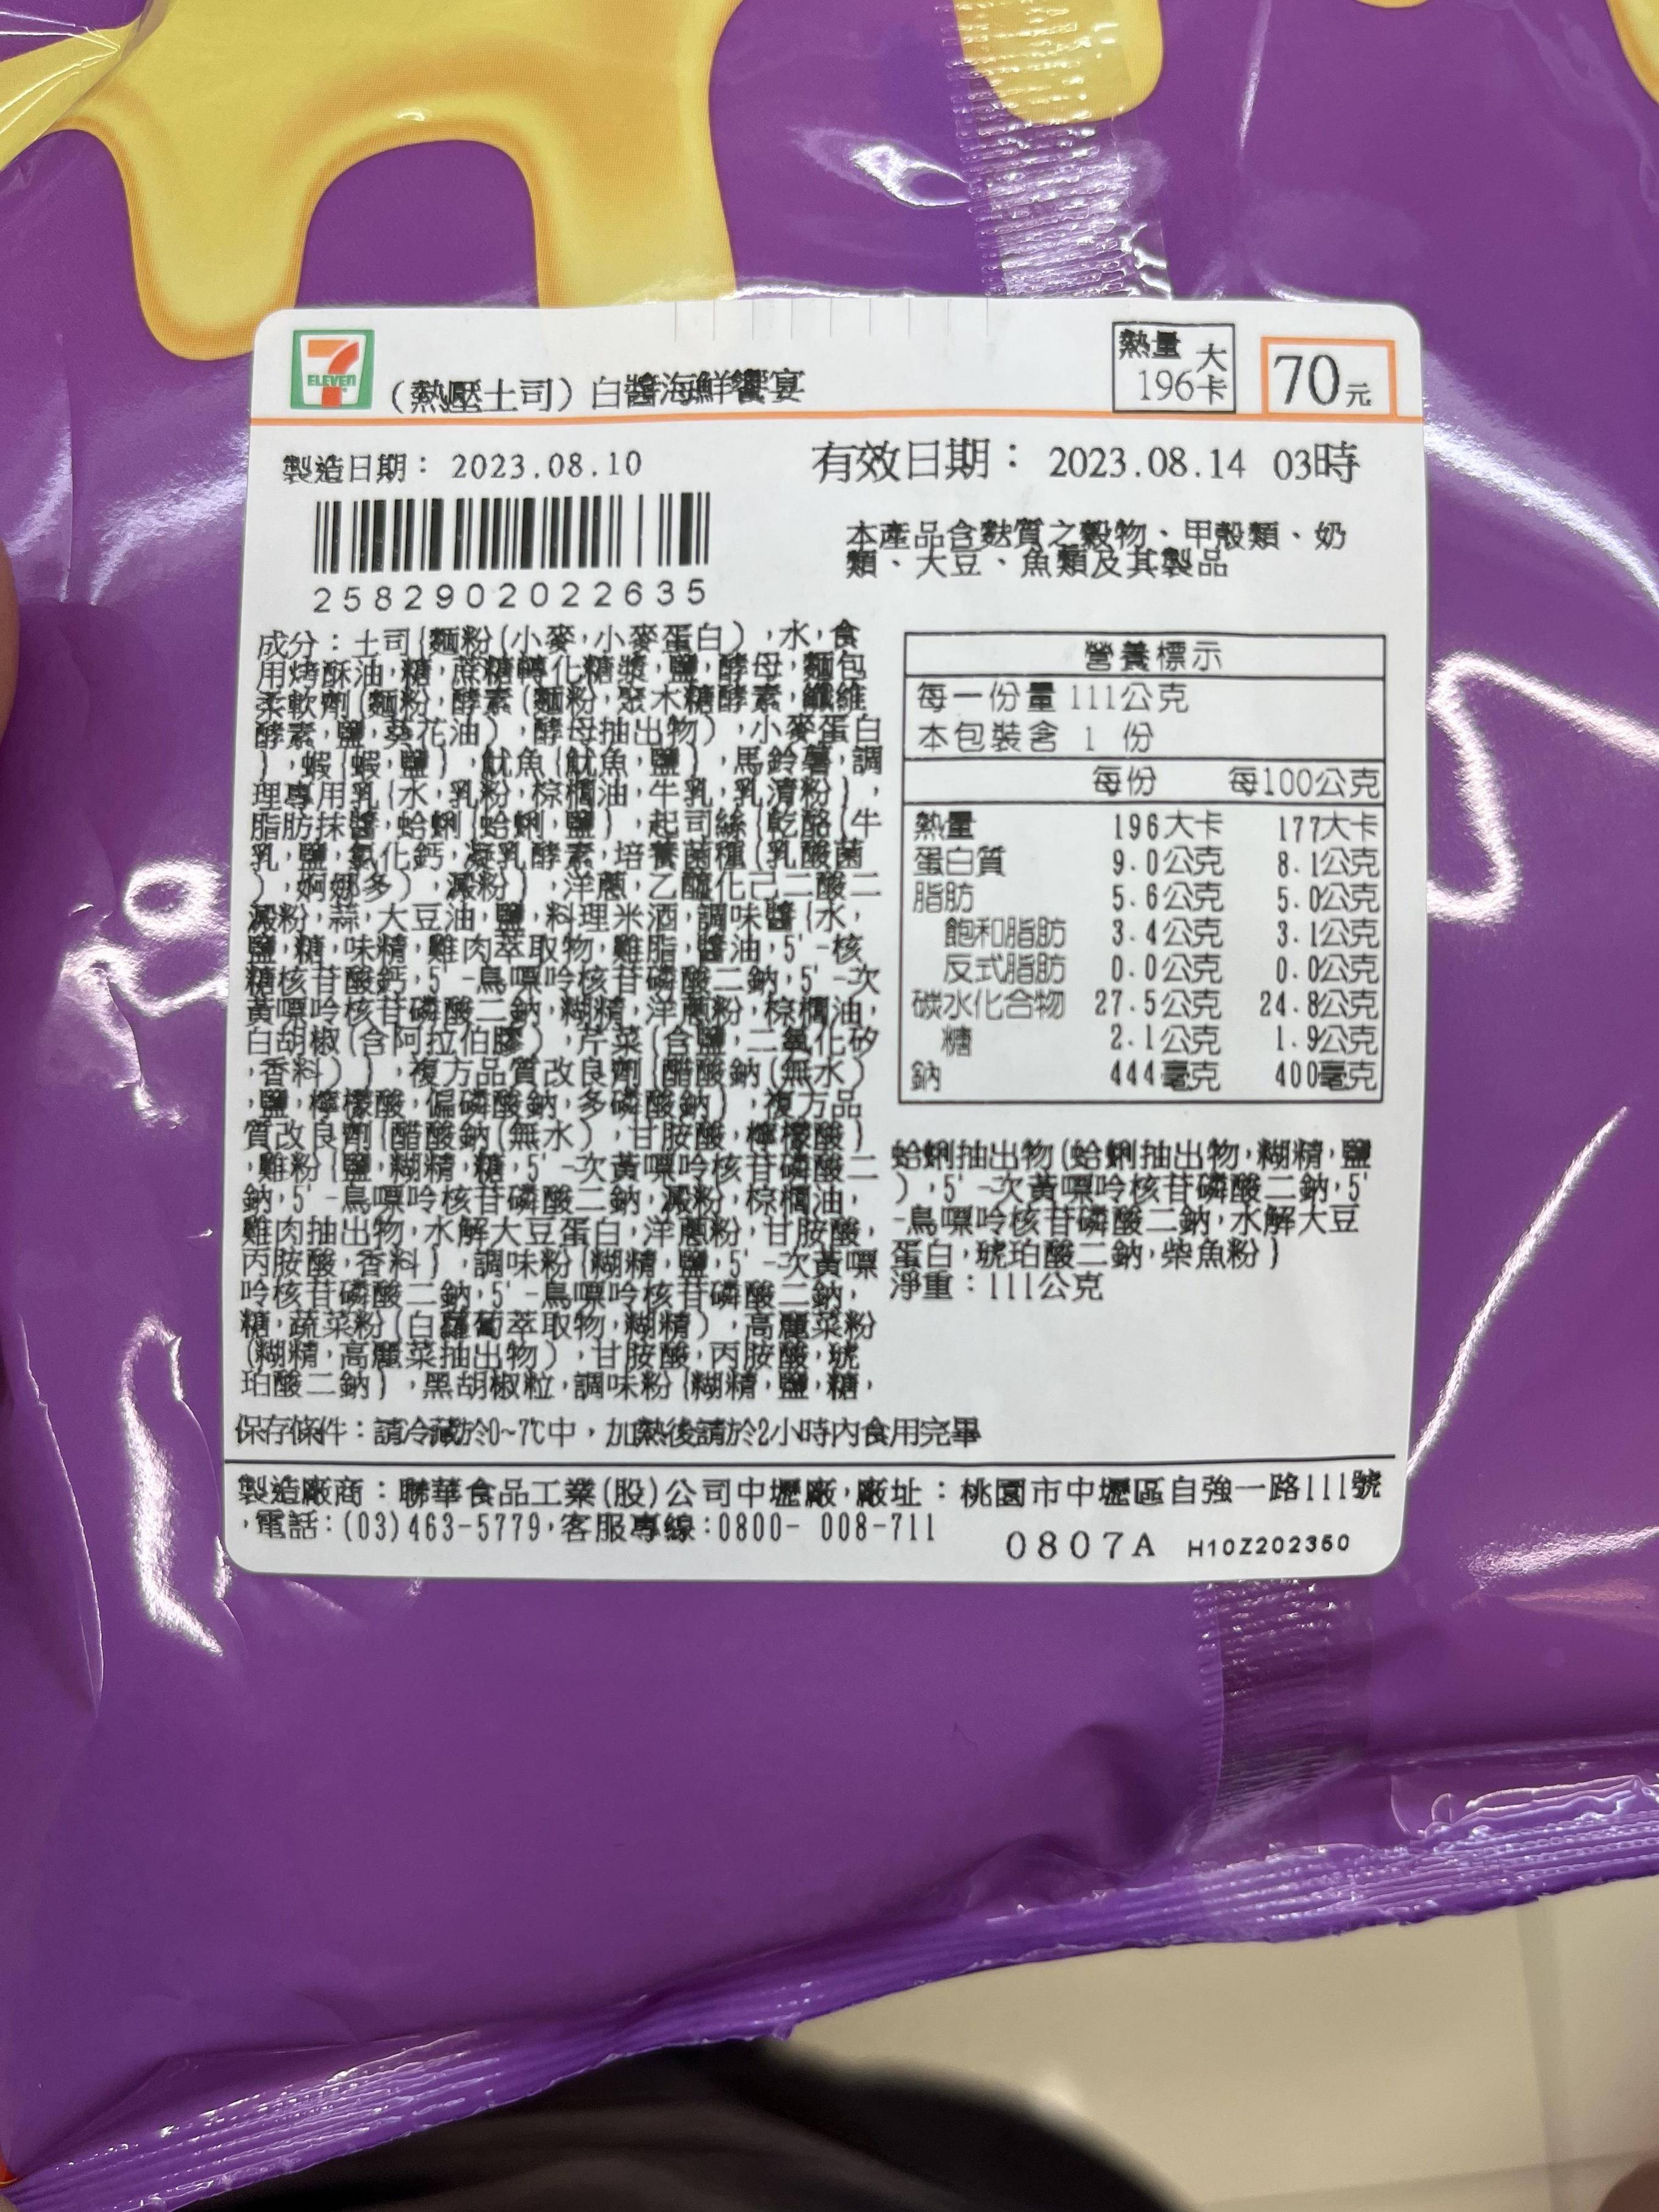 7 ELEVEN
(熱壓土司)白醬海鮮饗宴
熱量 大
196卡
70元
製造日期：2023.08.10
有效日期：2023.08.14 03時
2582902022635
本產品含麩質之穀物、甲殼類、奶
類、大豆、魚類及其製品
成分：土司{麵粉(小麥,小麥蛋白),水,食
用烤酥油,糖,蔗糖轉化糖漿,鹽,酵母,麵包
柔軟劑(麵粉,酵素(麵粉,聚木糖酵素,纖維
酵素,鹽,葵花油),酵母抽出物),小麥蛋白
},蝦{蝦,鹽},魷魚{魷魚,鹽},馬鈴薯,調
理專用乳{水,乳粉,棕櫚油,牛乳,乳清粉},
脂肪抹醬,蛤蜊{蛤蜊,鹽},起司絲{乾酪(牛
乳,鹽,氯化鈣,凝乳酵素,培養菌種(乳酸菌
),婀娜多),澱粉},洋蔥,乙醯化己二酸二
澱粉,蒜,大豆油,鹽,料理米酒,調味醬{水,
鹽,糖,味精,雞肉萃取物,雞脂,醬油,5'-核
糖核苷酸鈣,5'-鳥嘌呤核苷磷酸二鈉,5'-次
黃嘌呤核苷磷酸二鈉,糊精,洋蔥粉,棕櫚油,
白胡椒(含阿拉伯膠),芹菜(含鹽,二氧化矽
,香料)},複方品質改良劑{醋酸鈉(無水)
,鹽,檸檬酸,偏磷酸鈉,多磷酸鈉},複方品
質改良劑{醋酸鈉(無水),甘胺酸,檸檬酸}
,雞粉{鹽,糊精,糖,5'-次黃嘌呤核苷磷酸二
鈉,5'-鳥嘌呤核苷磷酸二鈉,澱粉,棕櫚油,
雞肉抽出物,水解大豆蛋白,洋蔥粉,甘胺酸,
丙胺酸,香料},調味粉{糊精,鹽,5'-次黃嘌
呤核苷磷酸二鈉,5'-鳥嘌呤核苷磷酸二鈉,
糖,蔬菜粉(白蘿蔔萃取物,糊精),高麗菜粉
(糊精,高麗菜抽出物),甘胺酸,丙胺酸,琥
珀酸二鈉},黑胡椒粒,調味粉{糊精,鹽,糖,
營養標示
每一份量 111公克
本包裝含 1 份
每份 每100公克
熱量 196大卡 177大卡
蛋白質 9.0公克 8.1公克
脂肪 5.6公克 5.0公克
飽和脂肪 3.4公克 3.1公克
反式脂肪 0.0公克 0.0公克
碳水化合物 27.5公克 24.8公克
糖 2.1公克 1.9公克
鈉 444毫克 400毫克
蛤蜊抽出物(蛤蜊抽出物,糊精,鹽
),5'-次黃嘌呤核苷磷酸二鈉,5'
-鳥嘌呤核苷磷酸二鈉,水解大豆
蛋白,琥珀酸二鈉,柴魚粉}
淨重：111公克
保存條件：請冷藏於0~7℃中，加熱後請於2小時內食用完畢
製造廠商：聯華食品工業(股)公司中壢廠,廠址：桃園市中壢區自強一路111號
,電話:(03)463-5779,客服專線:0800- 008-711
0807A H10Z202350